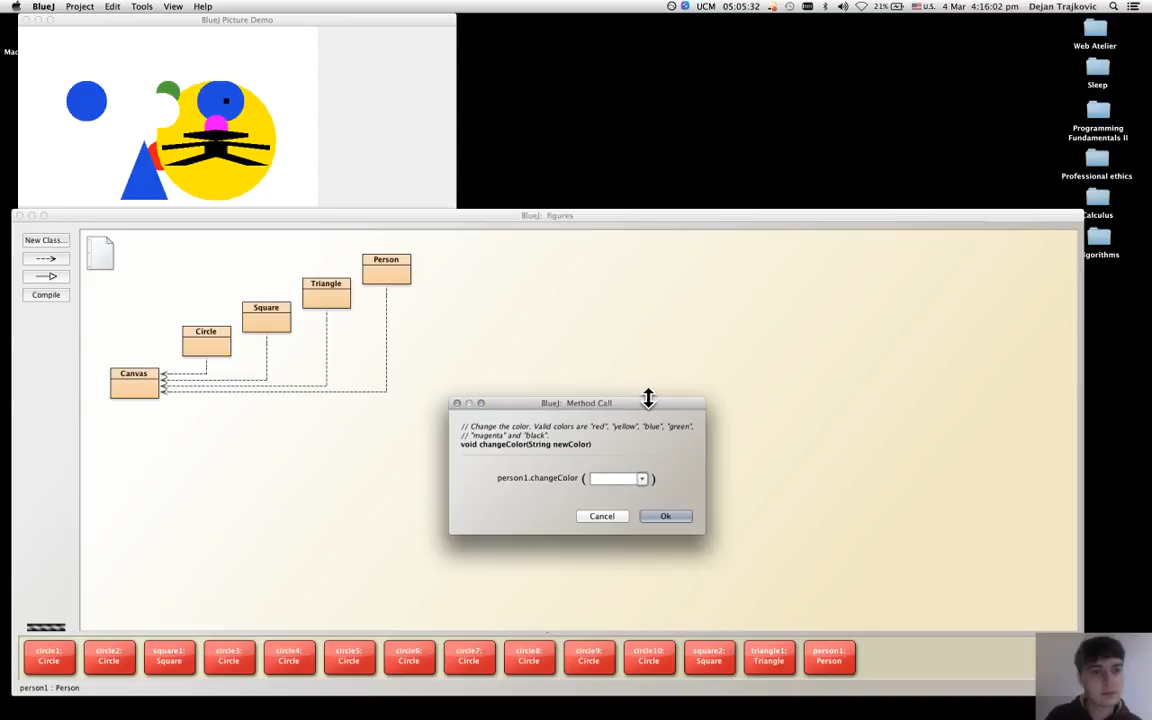 BlueJ Project Edit Tools View Help UCM 05:05:32 21% U.S. 4 Mar 4:16:02 pm Dejan Trajkovic
BlueJ Picture Demo
Mac
Web Atelier
Sleep
Programming
Fundamentals II
Professional ethics
Calculus
lgorithms
BlueJ: figures
New Class...
Compile
Person
Triangle
Square
Circle
Canvas
BlueJ: Method Call
// Change the color. Valid colors are "red", "yellow", "blue", "green",
// "magenta" and "black".
void changeColor(String newColor)
person1.changeColor ( )
Cancel Ok
circle1: circle2: square1: circle3: circle4: circle5: circle6: circle7: circle8: circle9: circle10: square2: triangle1: person1:
Circle Circle Square Circle Circle Circle Circle Circle Circle Circle Circle Square Triangle Person
person1 : Person